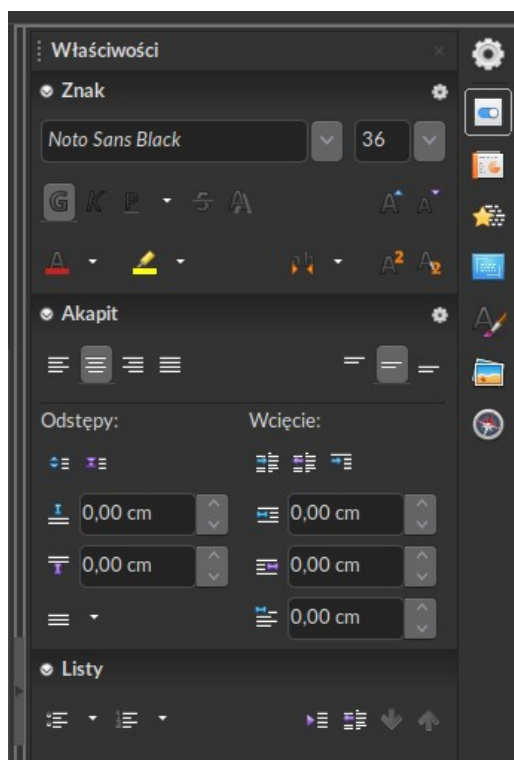 Właściwości
Znak
Noto Sans Black 36
Akapit
Odstępy: Wcięcie:
0,00 cm 0,00 cm
0,00 cm 0,00 cm
0,00 cm
Listy